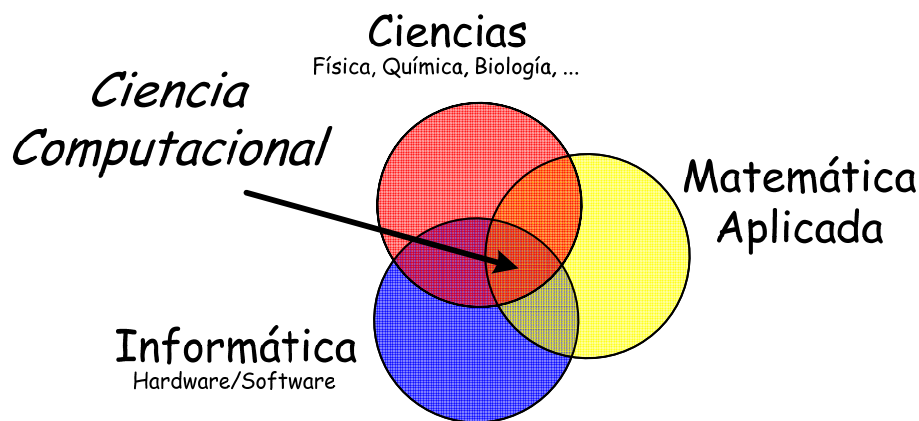 Ciencias
Física, Química, Biología, ...
Ciencia
Computacional
Matemática
Aplicada
Informática
Hardware/Software